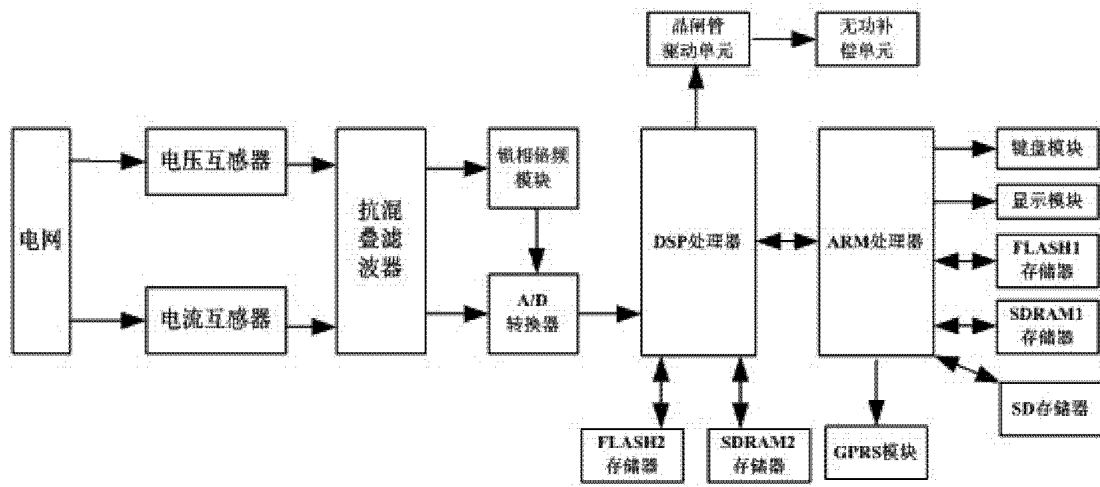 晶闸管
驱动单元
无功补
偿单元
电网
电压互感器
电流互感器
抗混
叠滤
波器
锁相倍频
模块
A/D
转换器
DSP处理器
ARM处理器
键盘模块
显示模块
FLASH1
存储器
SDRAM1
存储器
SD存储器
FLASH2
存储器
SDRAM2
存储器
GPRS模块